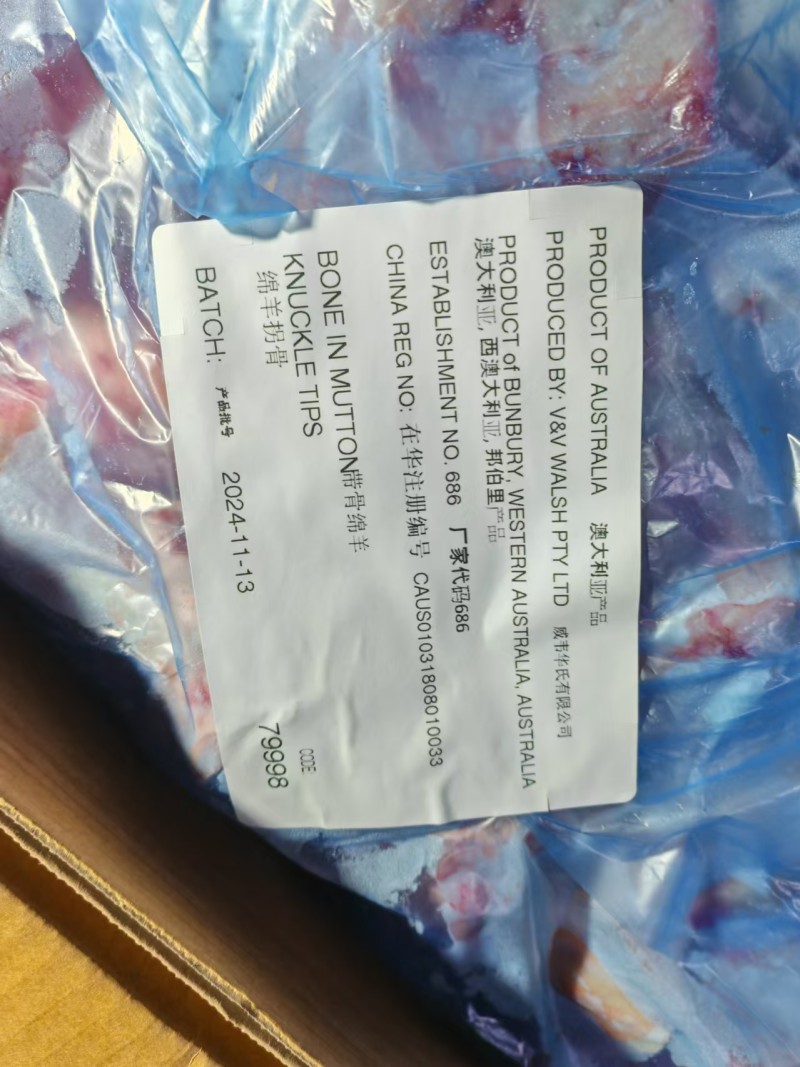 PRODUCT OF AUSTRALIA 澳大利亚产品
PRODUCED BY: V&V WALSH PTY LTD 威韦华氏有限公司
PRODUCT of BUNBURY, WESTERN AUSTRALIA, AUSTRALIA
澳大利亚, 西澳大利亚, 邦伯里产品
ESTABLISHMENT NO. 686 厂家代码686
CHINA REG NO: 在华注册编号 CAUS01031808010033
BONE IN MUTTON带骨绵羊
KNUCKLE TIPS
绵羊拐骨
CODE:
79998
BATCH: 产品批号 2024-11-13